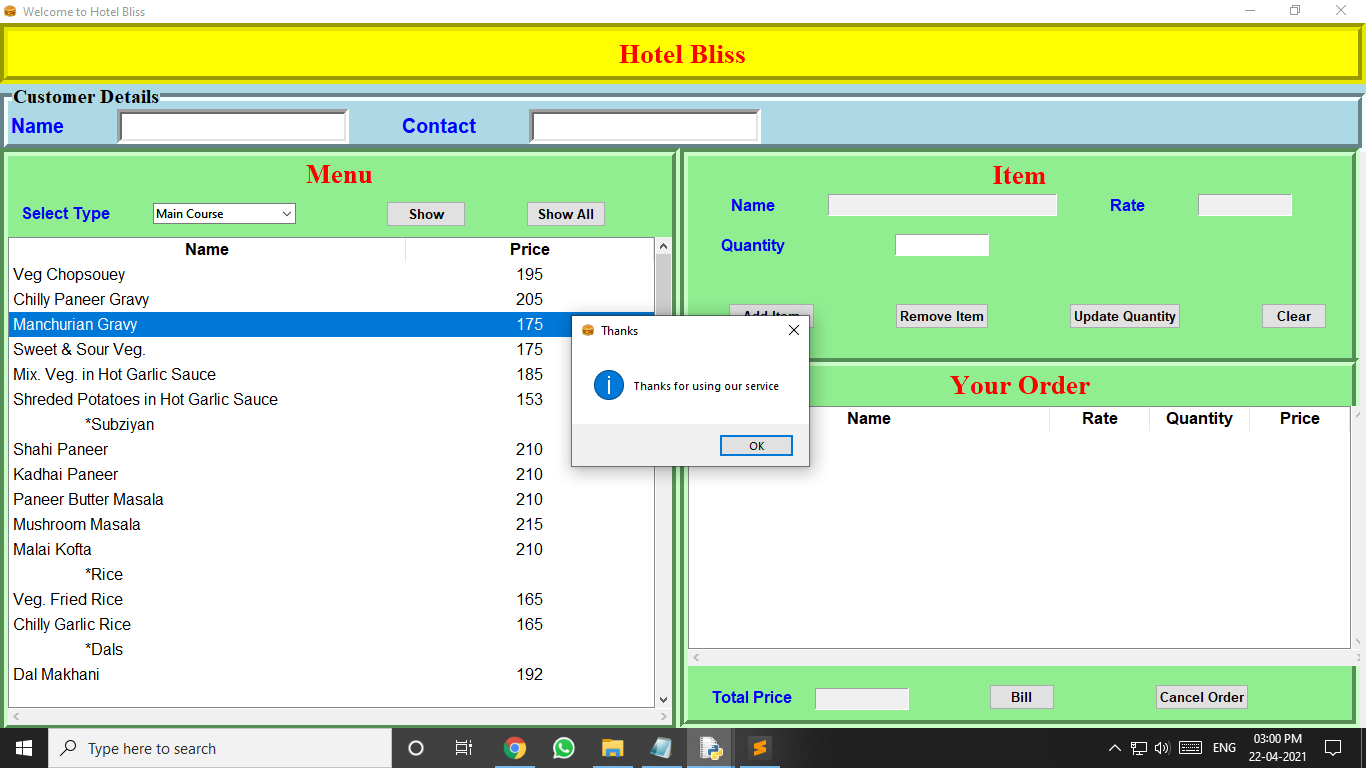 Welcome to Hotel Bliss
Hotel Bliss
Customer Details
Name
Contact
Menu
Select Type
Main Course
Show
Show All
Name Price
Veg Chopsouey 195
Chilly Paneer Gravy 205
Manchurian Gravy 175
Sweet & Sour Veg. 175
Mix. Veg. in Hot Garlic Sauce 185
Shreded Potatoes in Hot Garlic Sauce 153
*Subziyan
Shahi Paneer 210
Kadhai Paneer 210
Paneer Butter Masala 210
Mushroom Masala 215
Malai Kofta 210
*Rice
Veg. Fried Rice 165
Chilly Garlic Rice 165
*Dals
Dal Makhani 192
Item
Name
Rate
Quantity
Add Item
Remove Item
Update Quantity
Clear
Thanks
Thanks for using our service
OK
Your Order
Name Rate Quantity Price
Total Price
Bill
Cancel Order
Type here to search
ENG
03:00 PM
22-04-2021